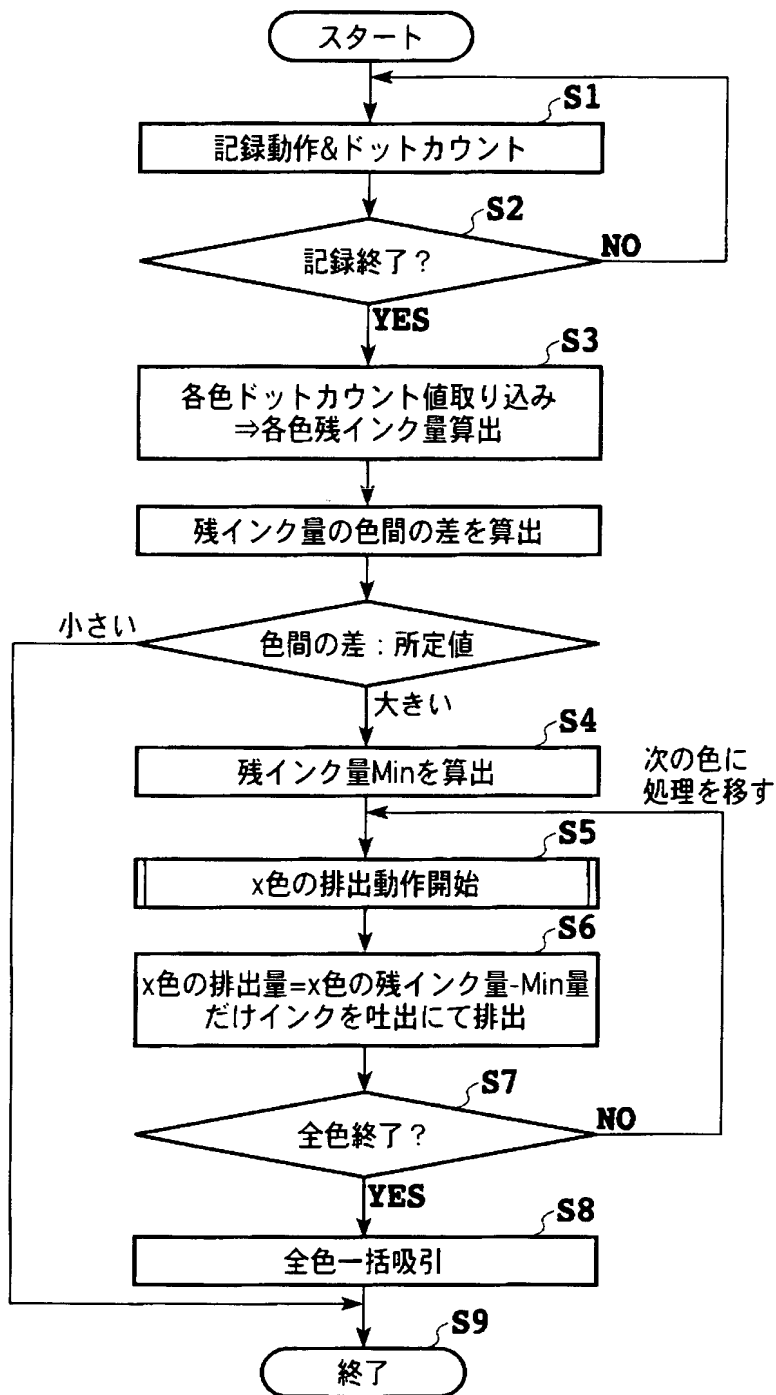 スタート
S1
記録動作&ドットカウント
S2
記録終了？
NO
YES
S3
各色ドットカウント値取り込み
⇒各色残インク量算出
残インク量の色間の差を算出
小さい
色間の差：所定値
大きい
S4
残インク量Minを算出
次の色に
処理を移す
S5
x色の排出動作開始
S6
x色の排出量=x色の残インク量-Min量
だけインクを吐出にて排出
S7
全色終了？
NO
YES
S8
全色一括吸引
S9
終了